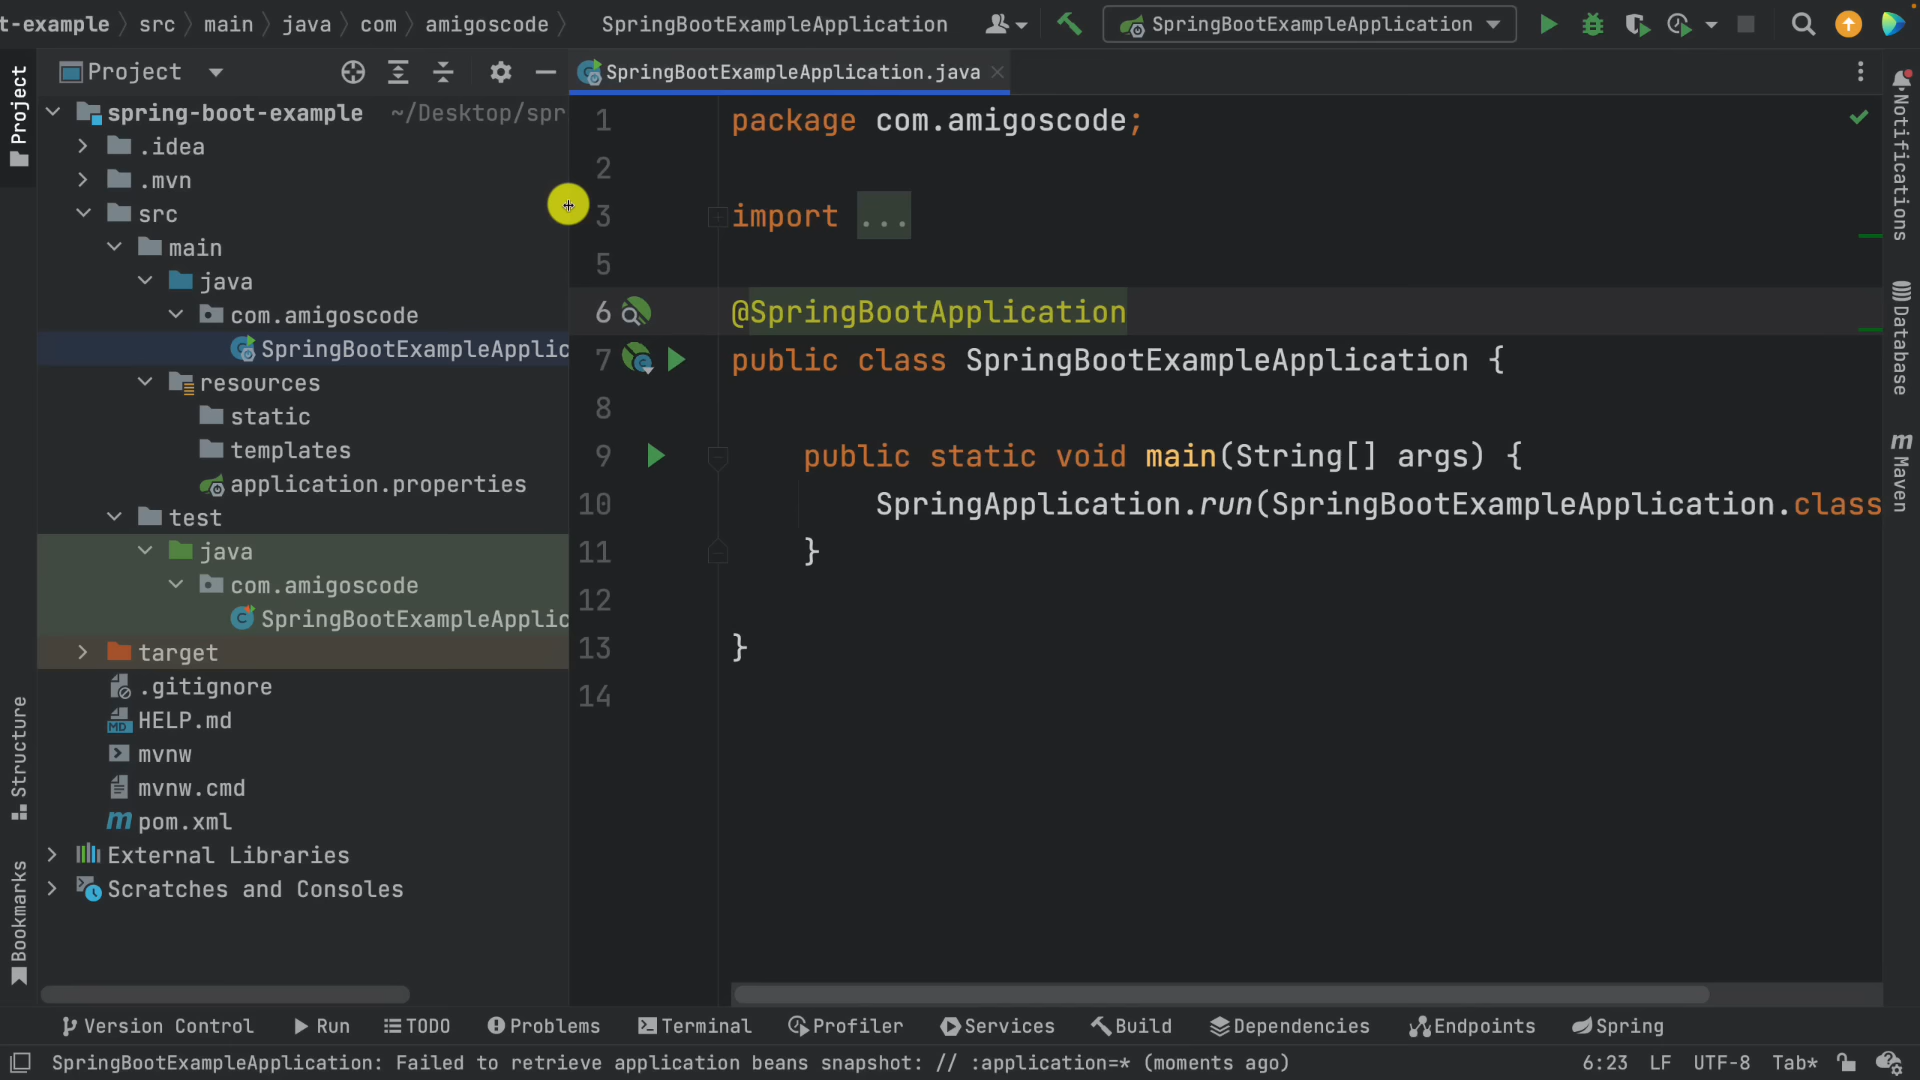 t-example src main java com amigoscode SpringBootExampleApplication SpringBootExampleApplication
Project
Project
SpringBootExampleApplication.java
spring-boot-example ~/Desktop/spr
.idea
.mvn
src
main
java
com.amigoscode
SpringBootExampleApplic
resources
static
templates
application.properties
test
java
com.amigoscode
SpringBootExampleApplic
target
.gitignore
HELP.md
mvnw
mvnw.cmd
pom.xml
External Libraries
Scratches and Consoles
Structure
Bookmarks
1 package com.amigoscode;
2
3 import ...
5
6 @SpringBootApplication
7 public class SpringBootExampleApplication {
8
9 public static void main(String[] args) {
10 SpringApplication.run(SpringBootExampleApplication.class
11 }
12
13 }
14
Notifications
Database
m Maven
Version Control Run TODO Problems Terminal Profiler Services Build Dependencies Endpoints Spring
SpringBootExampleApplication: Failed to retrieve application beans snapshot: // :application=* (moments ago) 6:23 LF UTF-8 Tab*